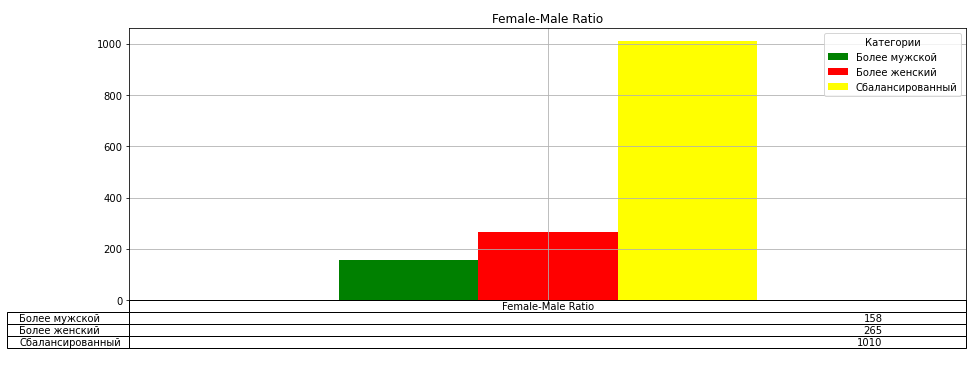 Female-Male Ratio
Категории
Более мужской
Более женский
Сбалансированный
1000
800
600
400
200
0
Female-Male Ratio
Более мужской 158
Более женский 265
Сбалансированный 1010